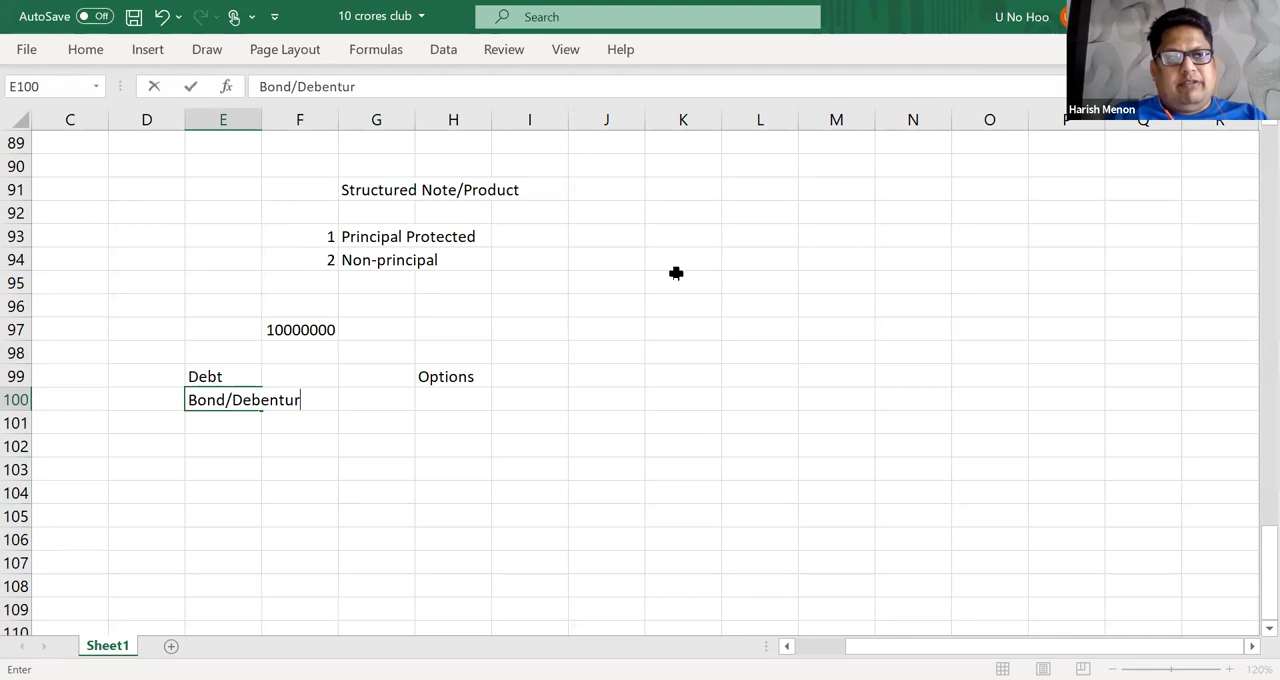 AutoSave Off 10 crores club Search U No Hoo
File Home Insert Draw Page Layout Formulas Data Review View Help
E100 fx Bond/Debentur
Harish Menon
C D E F G H I J K L M N O
89
90
91 Structured Note/Product
92
93 1 Principal Protected
94 2 Non-principal
95
96
97 10000000
98
99 Debt Options
100 Bond/Debentur
101
102
103
104
105
106
107
108
109
110
Sheet1
Enter 120%